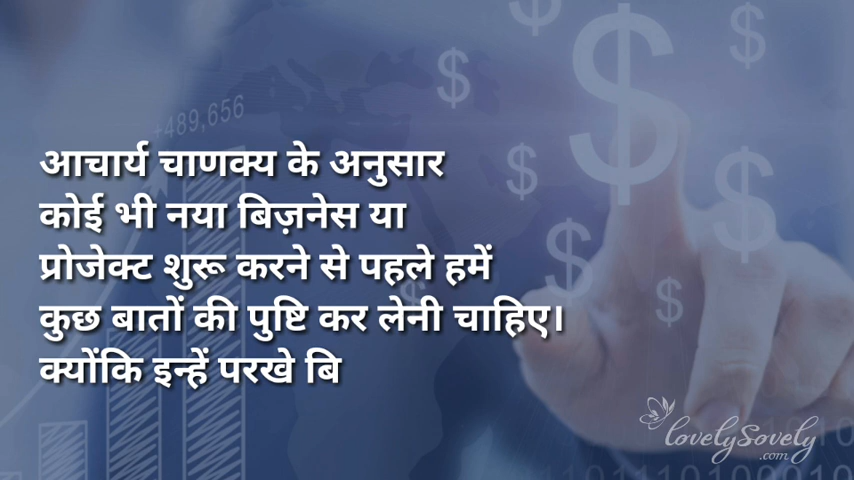 +489,656
आचार्य चाणक्य के अनुसार
कोई भी नया बिज़नेस या
प्रोजेक्ट शुरू करने से पहले हमें
कुछ बातों की पुष्टि कर लेनी चाहिए।
क्योंकि इन्हें परखे बि
lovelySovely
.com